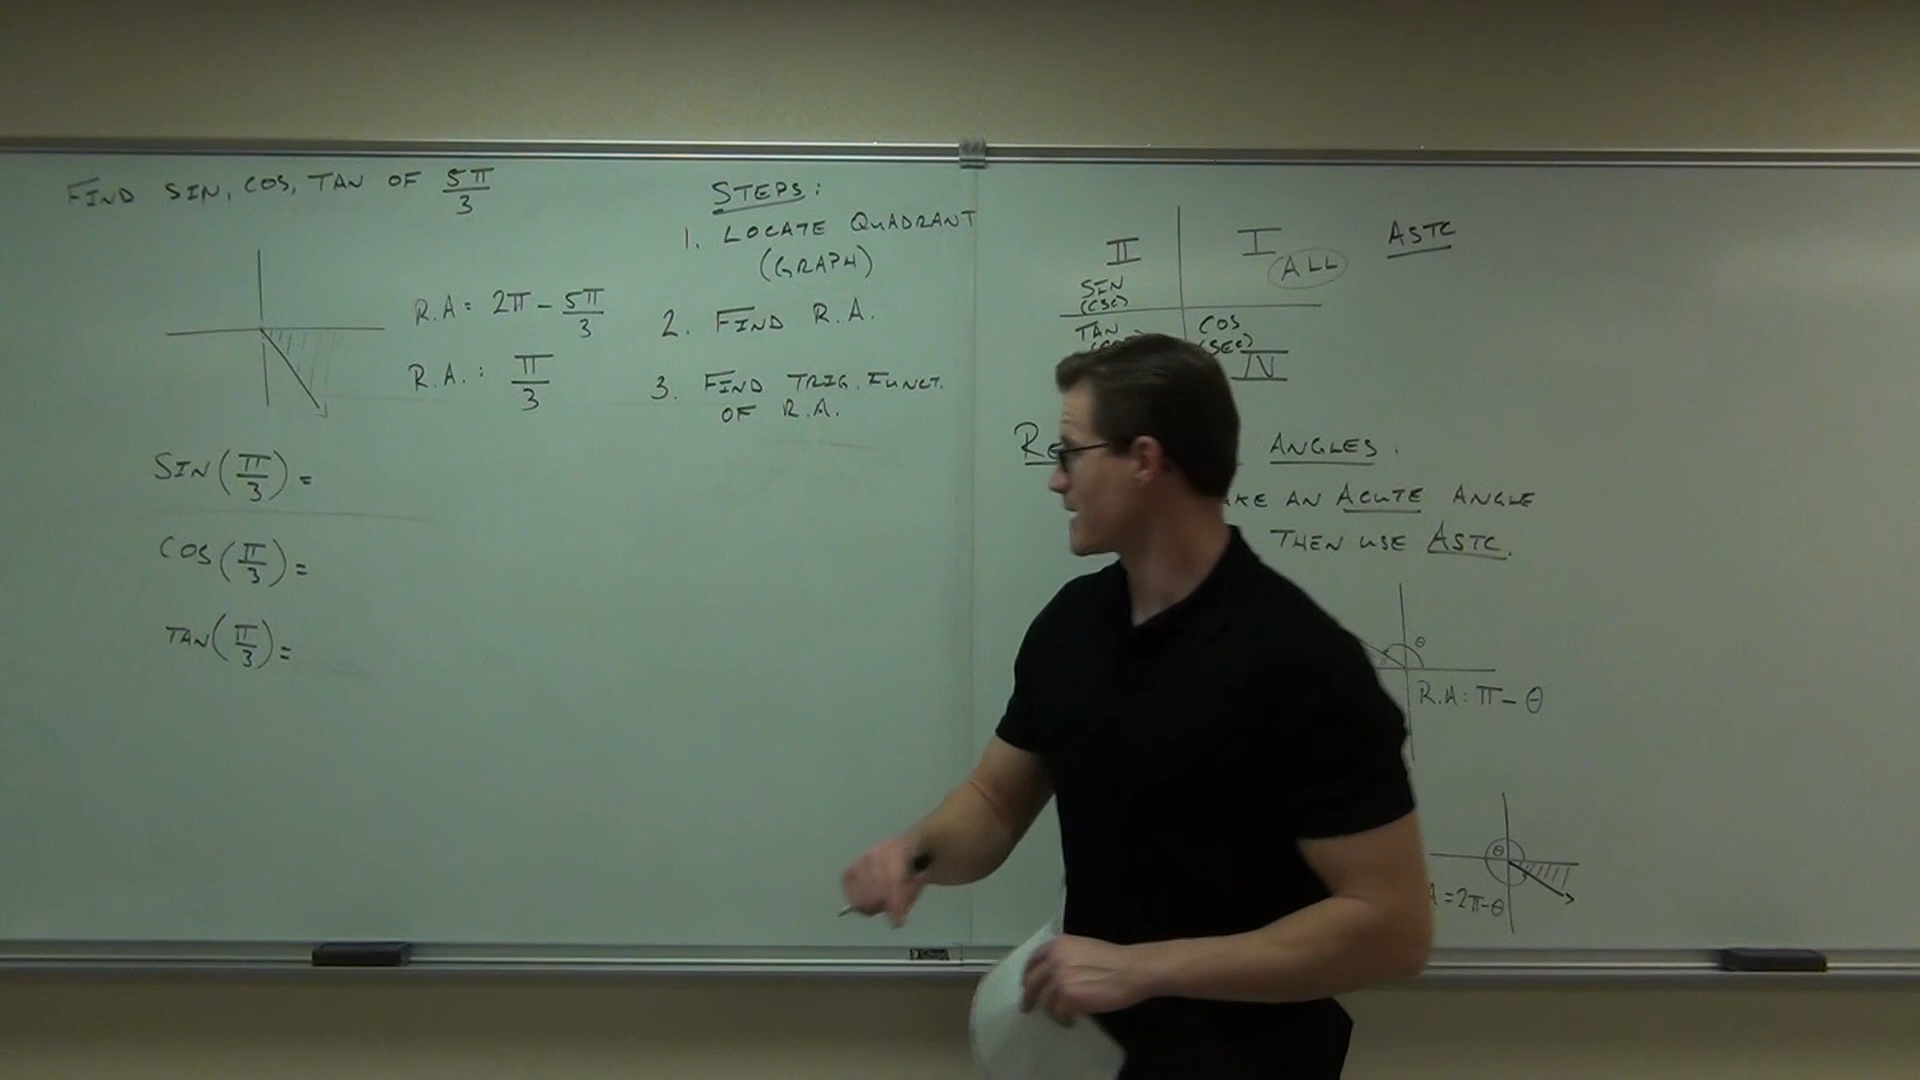 FIND SIN, COS, TAN OF 5π/3
R.A = 2π - 5π/3
R.A. : π/3
SIN(π/3) =
COS(π/3) =
TAN(π/3) =
STEPS:
1. LOCATE QUADRANT
(GRAPH)
2. FIND R.A.
3. FIND TRIG. FUNCT.
OF R.A.
II
I
ASTC
ALL
SIN
(CSC)
TAN
COS
(SEC)
IV
ANGLES:
AN ACUTE ANGLE
THEN USE ASTC.
θ
R.A: π - θ
θ
= 2π-θ